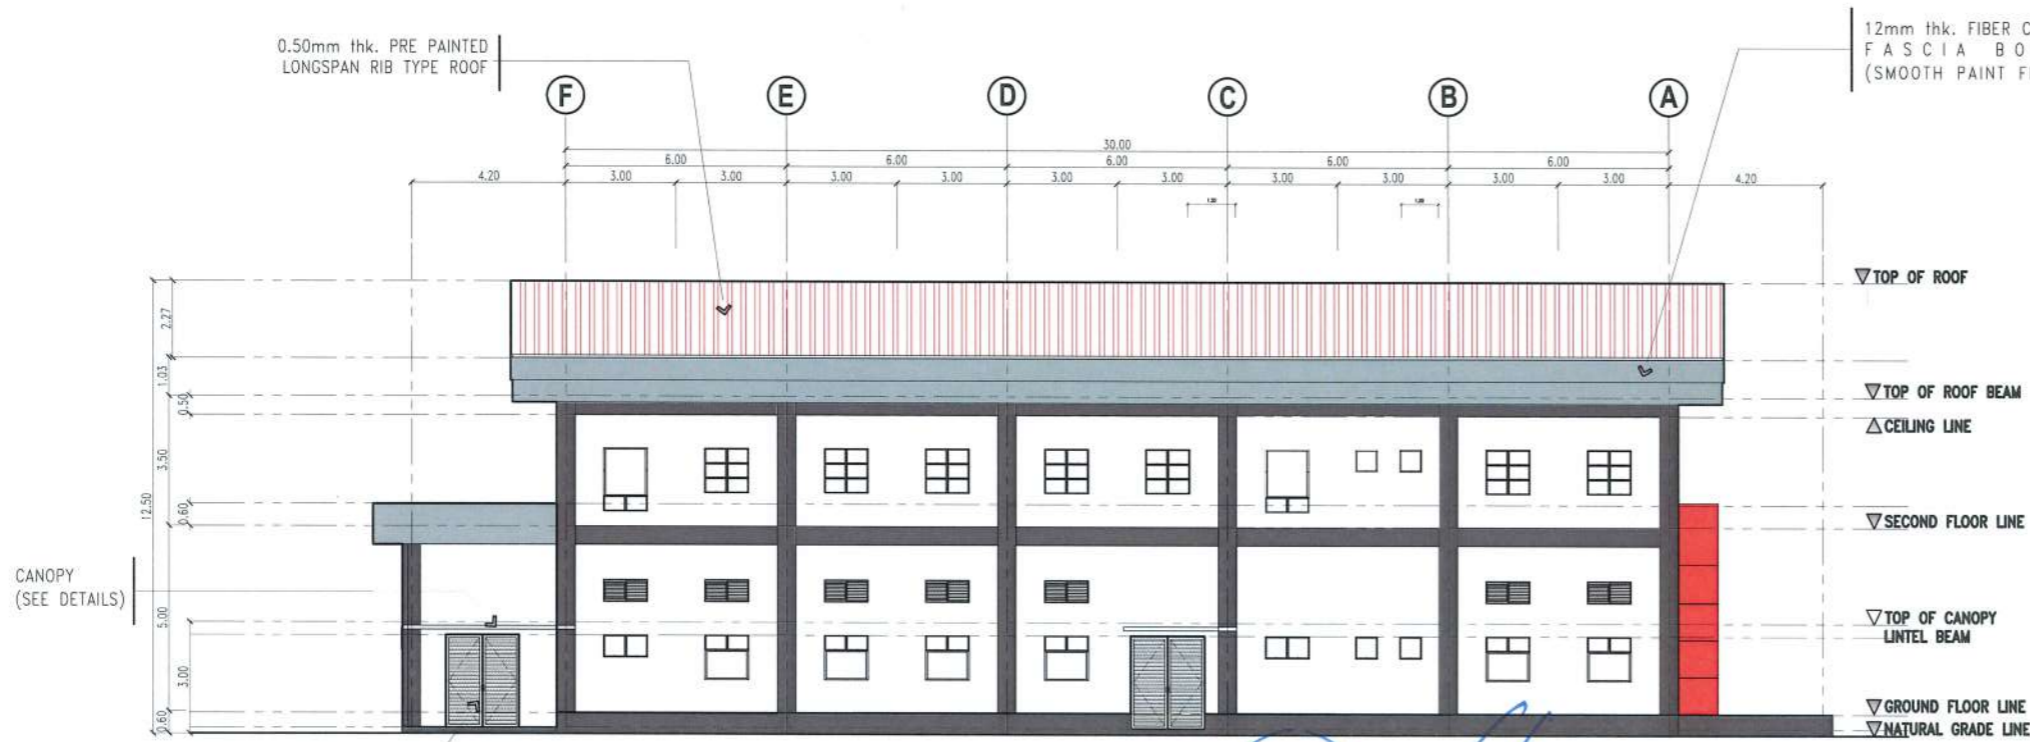 0.50mm thk. PRE PAINTED
LONGSPAN RIB TYPE ROOF
12mm thk. FIBER C
FASCIA BO
(SMOOTH PAINT F
F E D C B A
30.00
6.00 6.00 6.00 6.00 6.00
4.20 3.00 3.00 3.00 3.00 3.00 3.00 3.00 3.00 3.00 3.00 4.20
TOP OF ROOF
2.27
1.03
TOP OF ROOF BEAM
0.50
CEILING LINE
3.50
12.50
0.60
SECOND FLOOR LINE
CANOPY
(SEE DETAILS)
5.00
TOP OF CANOPY
LINTEL BEAM
3.00
GROUND FLOOR LINE
0.60
NATURAL GRADE LINE